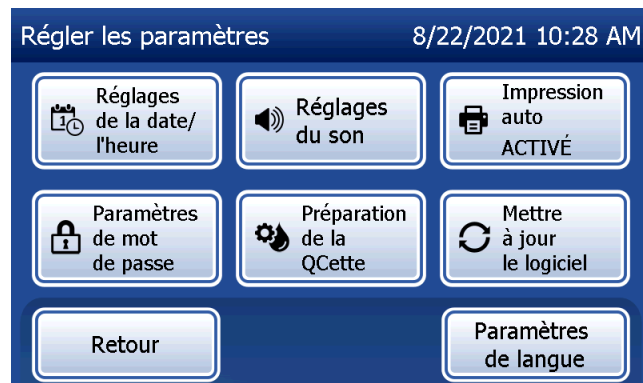 Régler les paramètres 8/22/2021 10:28 AM
Réglages
de la date/
l'heure
Réglages
du son
Impression
auto
ACTIVÉ
Paramètres
de mot
de passe
Préparation
de la
QCette
Mettre
à jour
le logiciel
Retour
Paramètres
de langue